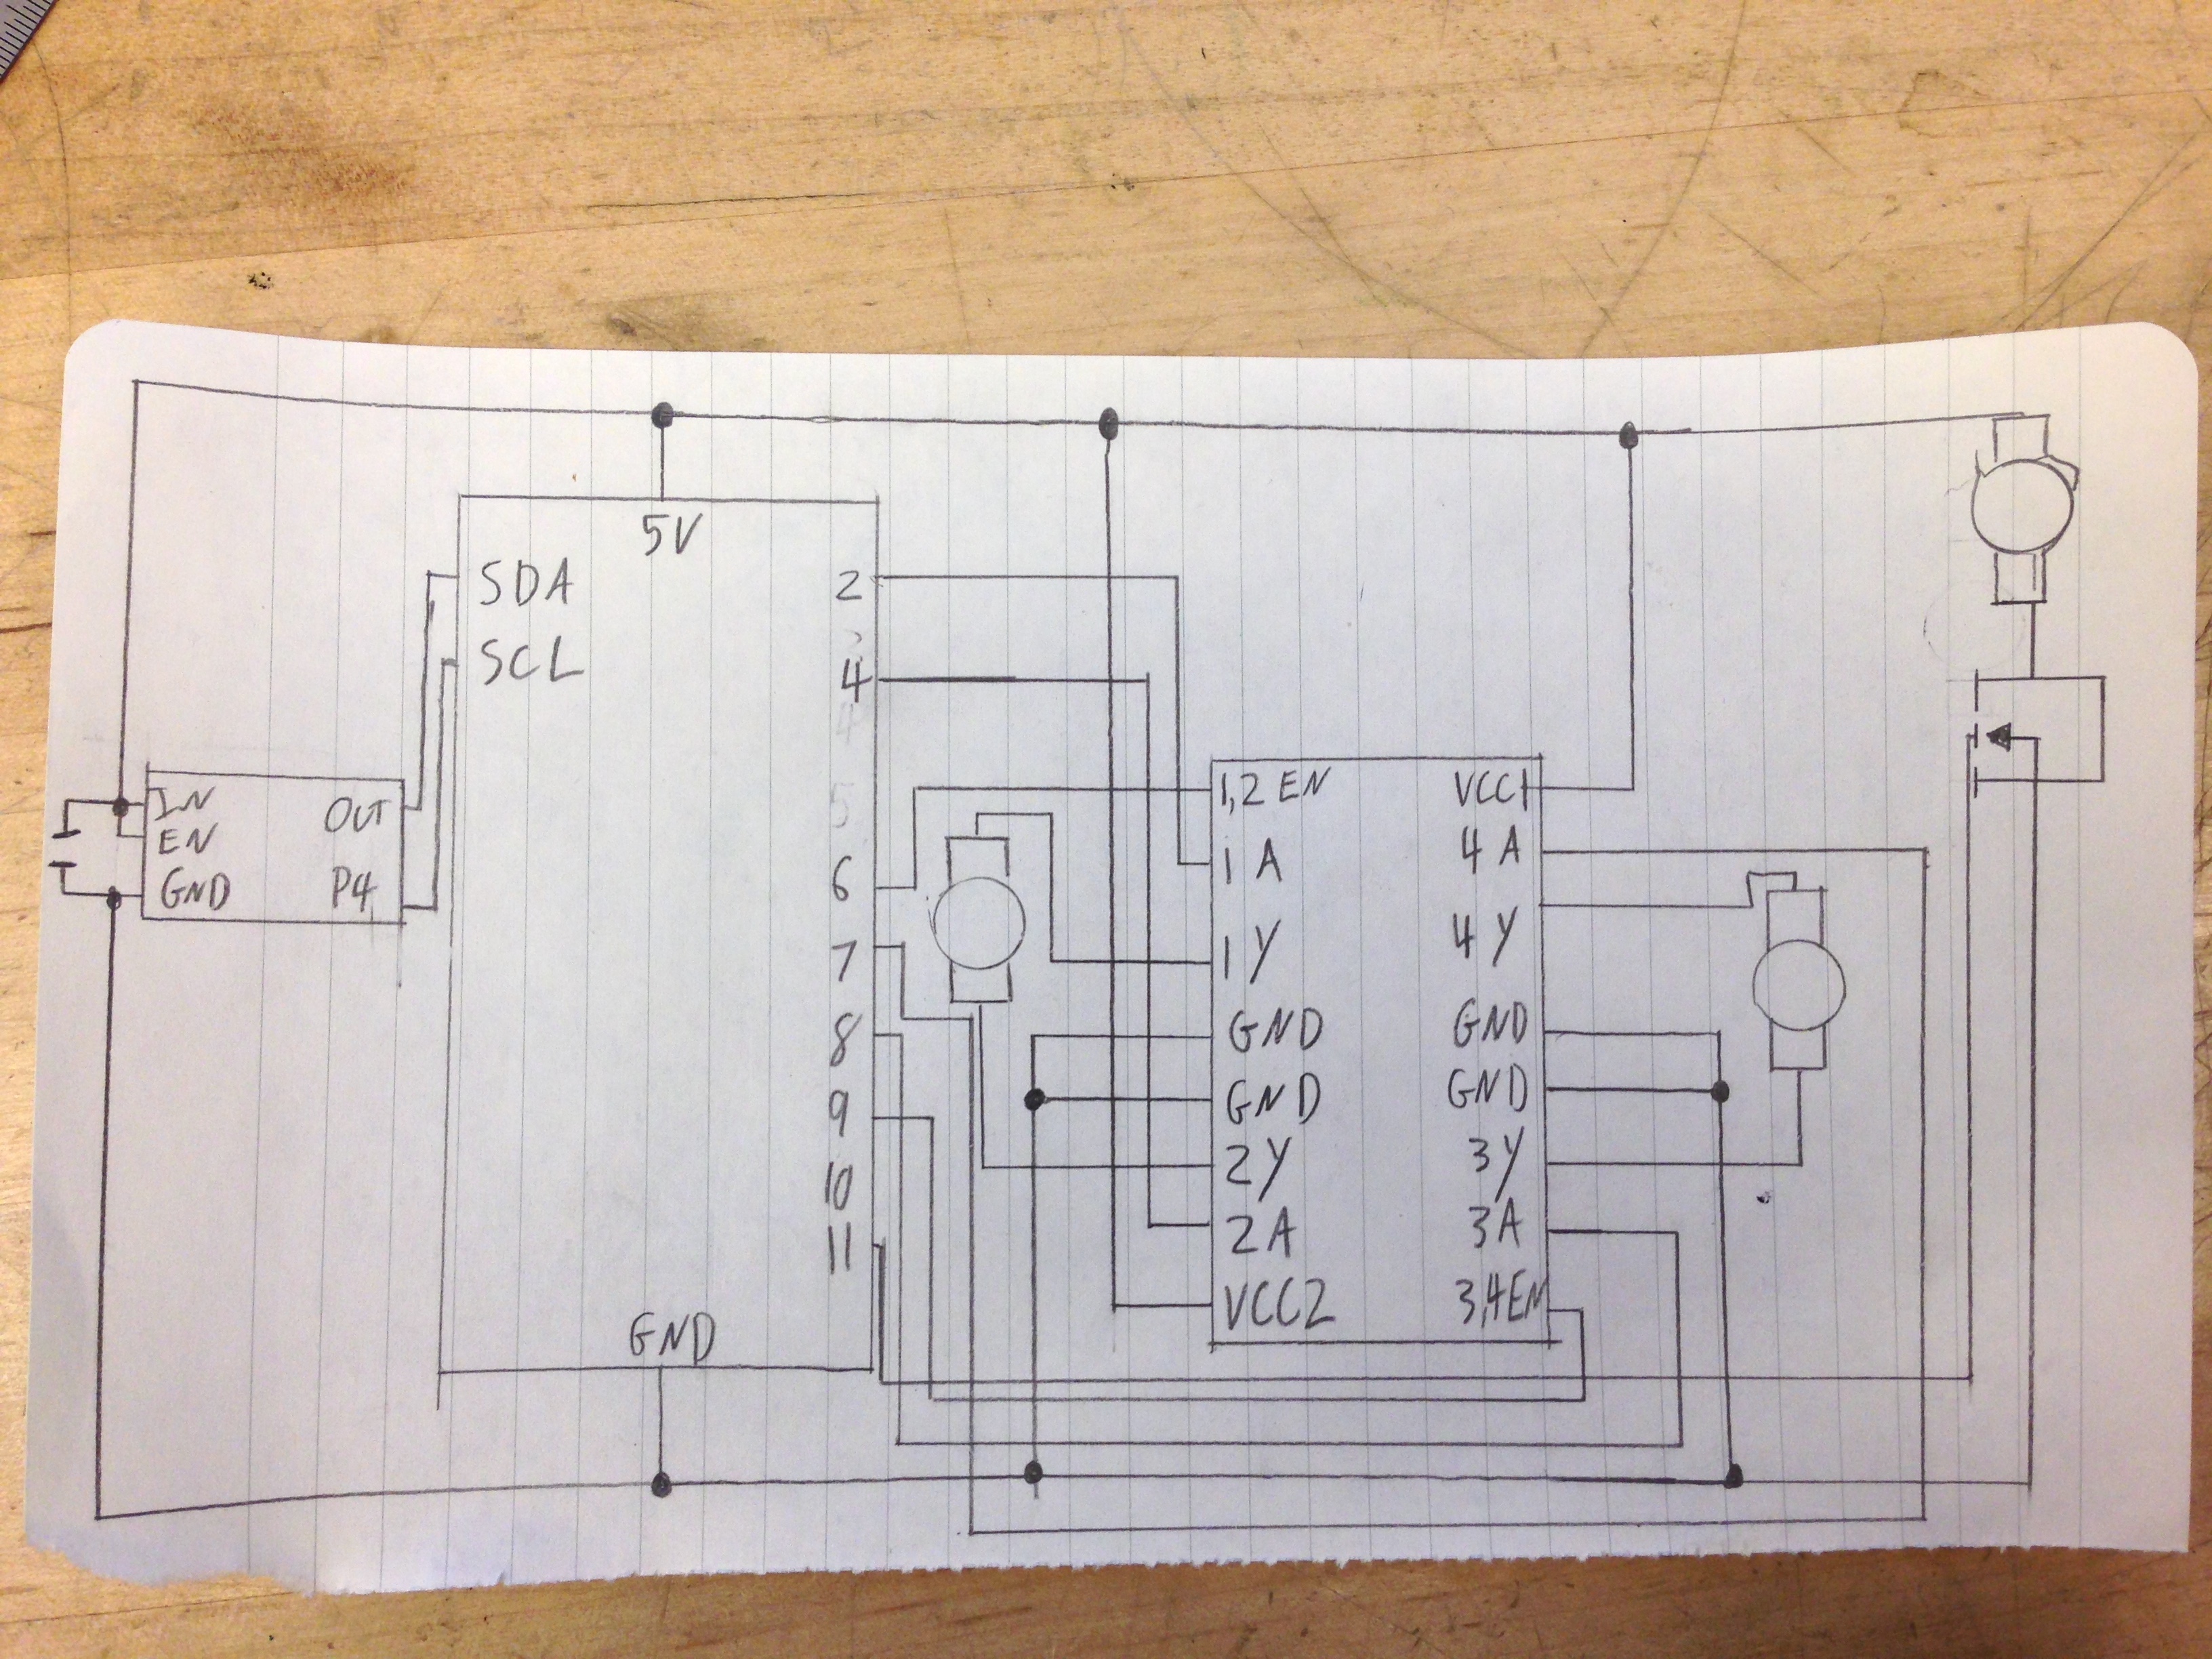 5V
SDA
SCL
2
4
6
7
8
9
10
11
GND
IN
EN
GND
OUT
P4
1,2 EN
1 A
1 Y
GND
GND
2Y
2A
VCC2
VCC1
4 A
4 Y
GND
GND
3Y
3A
3,4EN